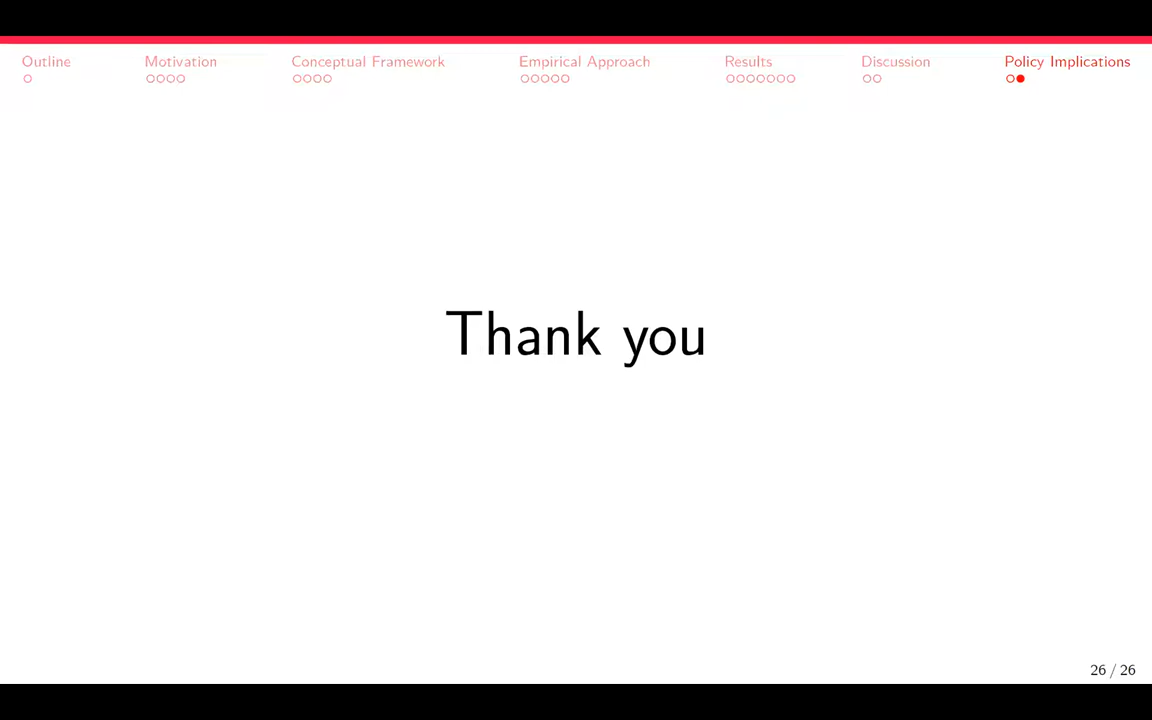 Outline Motivation Conceptual Framework Empirical Approach Results Discussion Policy Implications
Thank you
26 / 26